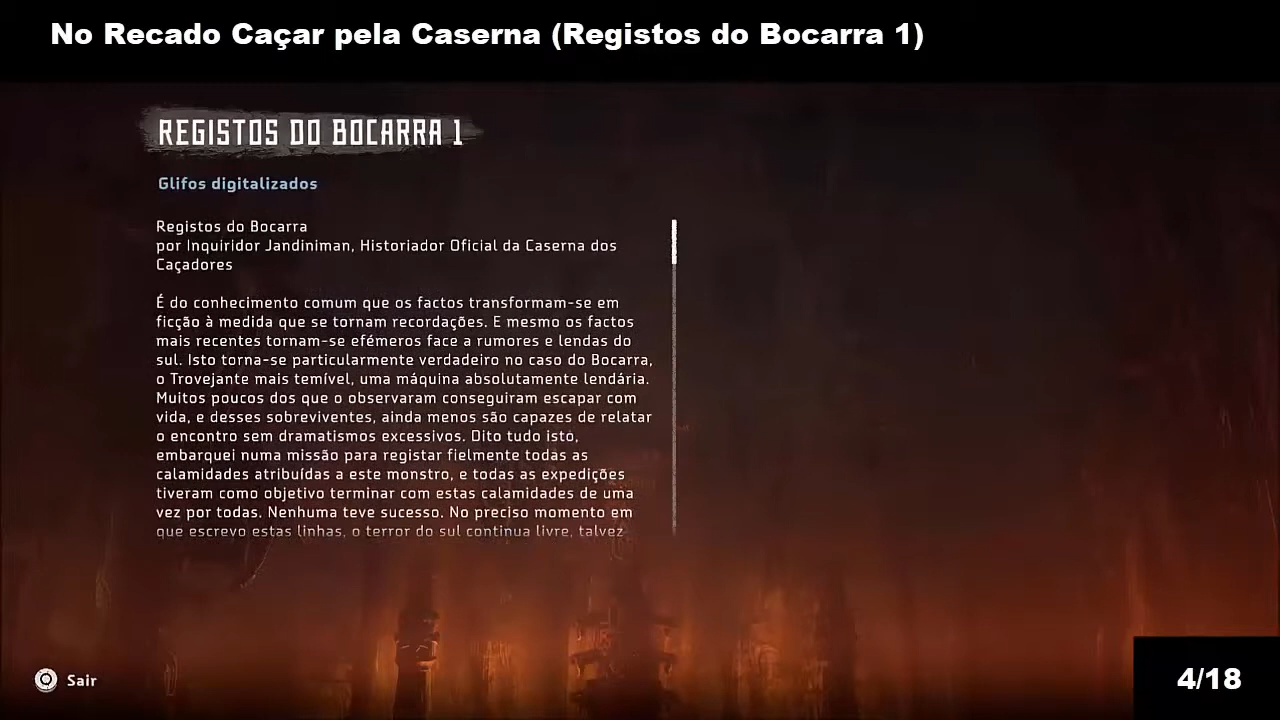 No Recado Caçar pela Caserna (Registos do Bocarra 1)
REGISTOS DO BOCARRA 1
Glifos digitalizados
Registos do Bocarra
por Inquiridor Jandiniman, Historiador Oficial da Caserna dos
Caçadores
É do conhecimento comum que os factos transformam-se em
ficção à medida que se tornam recordações. E mesmo os factos
mais recentes tornam-se efémeros face a rumores e lendas do
sul. Isto torna-se particularmente verdadeiro no caso do Bocarra,
o Trovejante mais temível, uma máquina absolutamente lendária.
Muitos poucos dos que o observaram conseguiram escapar com
vida, e desses sobreviventes, ainda menos são capazes de relatar
o encontro sem dramatismos excessivos. Dito tudo isto,
embarquei numa missão para registar fielmente todas as
calamidades atribuídas a este monstro, e todas as expedições
tiveram como objetivo terminar com estas calamidades de uma
vez por todas. Nenhuma teve sucesso. No preciso momento em
que escrevo estas linhas, o terror do sul continua livre, talvez
Sair
4/18